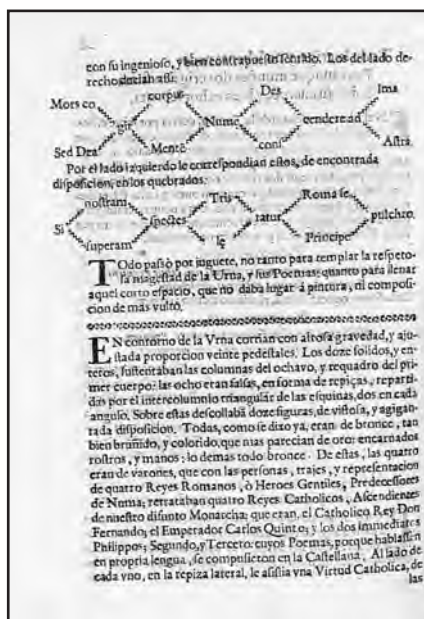 con su ingenioso, y bien contrapuesto sentido. Los del lado de-
recho decian assi:
Mors co corpus Des Ima
git Nume cendere ad
Sed Dea Mente coni Astra.
Por el lado izquierdo le correspondian estos, de encontrada
disposicion, en los quebrados:
nostram Tris Roma se
Si spectes tatur pulchro.
superam lę Principe
TOdo passò por juguete, no tanto para templar la respeto-
sa magestad de la Urna, y sus Poemas: quanto para llenar
aquel corto espacio, que no daba lugar á pintura, ni composi-
cion de más vulto.
EN contorno de la Vrna corrian con altosa gravedad, y aju-
stada proporcion veinte pedestales. Los doze solidos, y en-
teros, sustentaban las columnas del ochavo, y requadro del pri-
mer cuerpo: las ocho eran falsas, en forma de repiças, reparti-
das por el intercolumnio triangular de las esquinas, dos en cada
angulo. Sobre estas descollaba doze figuras, de vistosa, y agigan-
tada disposicion. Todas, como se dixo ya, eran de bronce, tan
bien bruñido, y colorido, que mas parecian de oro: encarnados
rostros, y manos: lo demas todo bronce. De estas, las quatro
eran de varones, que con las personas, trajes, y representacion
de quatro Reyes Romanos, ò Heroes Gentiles, Predecessores
de Numa; retrataban quatro Reyes Catholicos, Ascendientes
de nuestro difunto Monarcha: que eran, el Catholico Rey Don
Fernando; el Emperador Carlos Quinto; y los dos immediatos
Philippos; Segundo, y Tercero: cuyos Poemas, porque hablassen
en propria lengua, se compusieron en la Castellana. Al lado de
cada vno, en la repiza lateral, le assistia vna Virtud Catholica, de
las